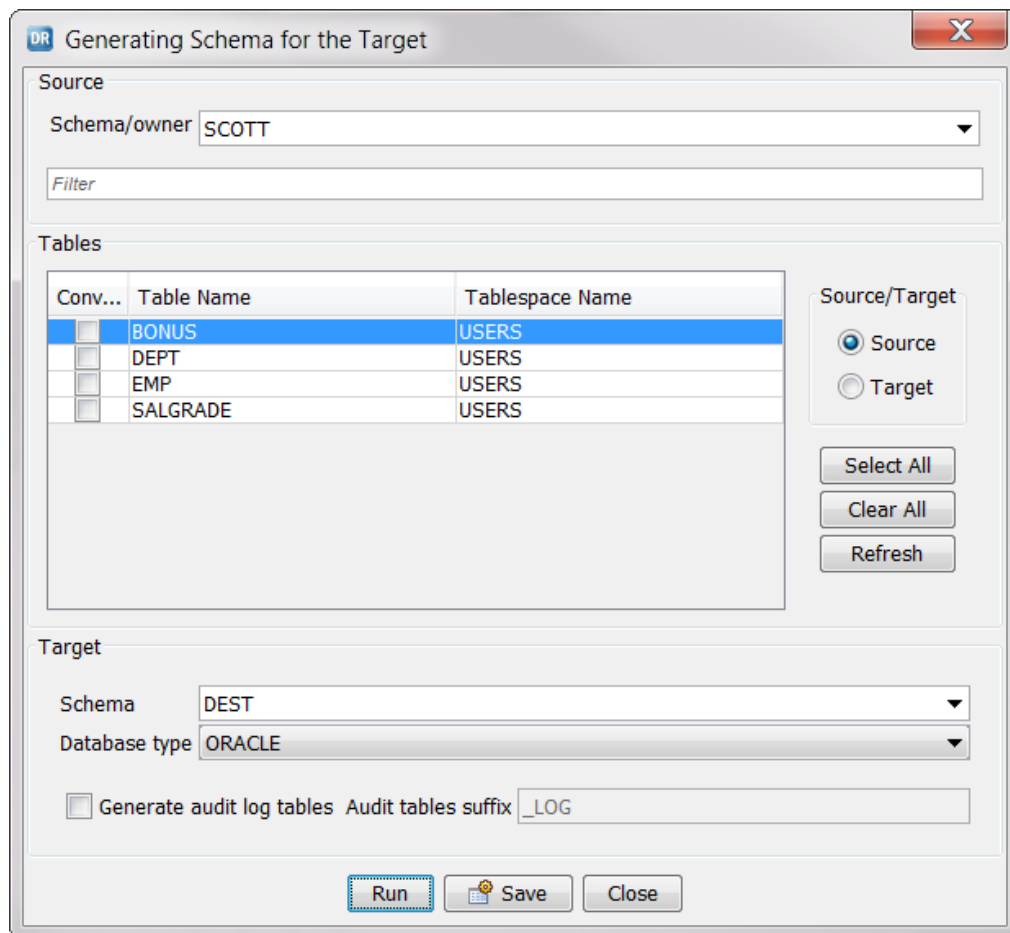 DR Generating Schema for the Target
Source
Schema/owner SCOTT
Filter
Tables
Conv... Table Name Tablespace Name
BONUS USERS
DEPT USERS
EMP USERS
SALGRADE USERS
Source/Target
Source
Target
Select All
Clear All
Refresh
Target
Schema DEST
Database type ORACLE
Generate audit log tables Audit tables suffix _LOG
Run Save Close